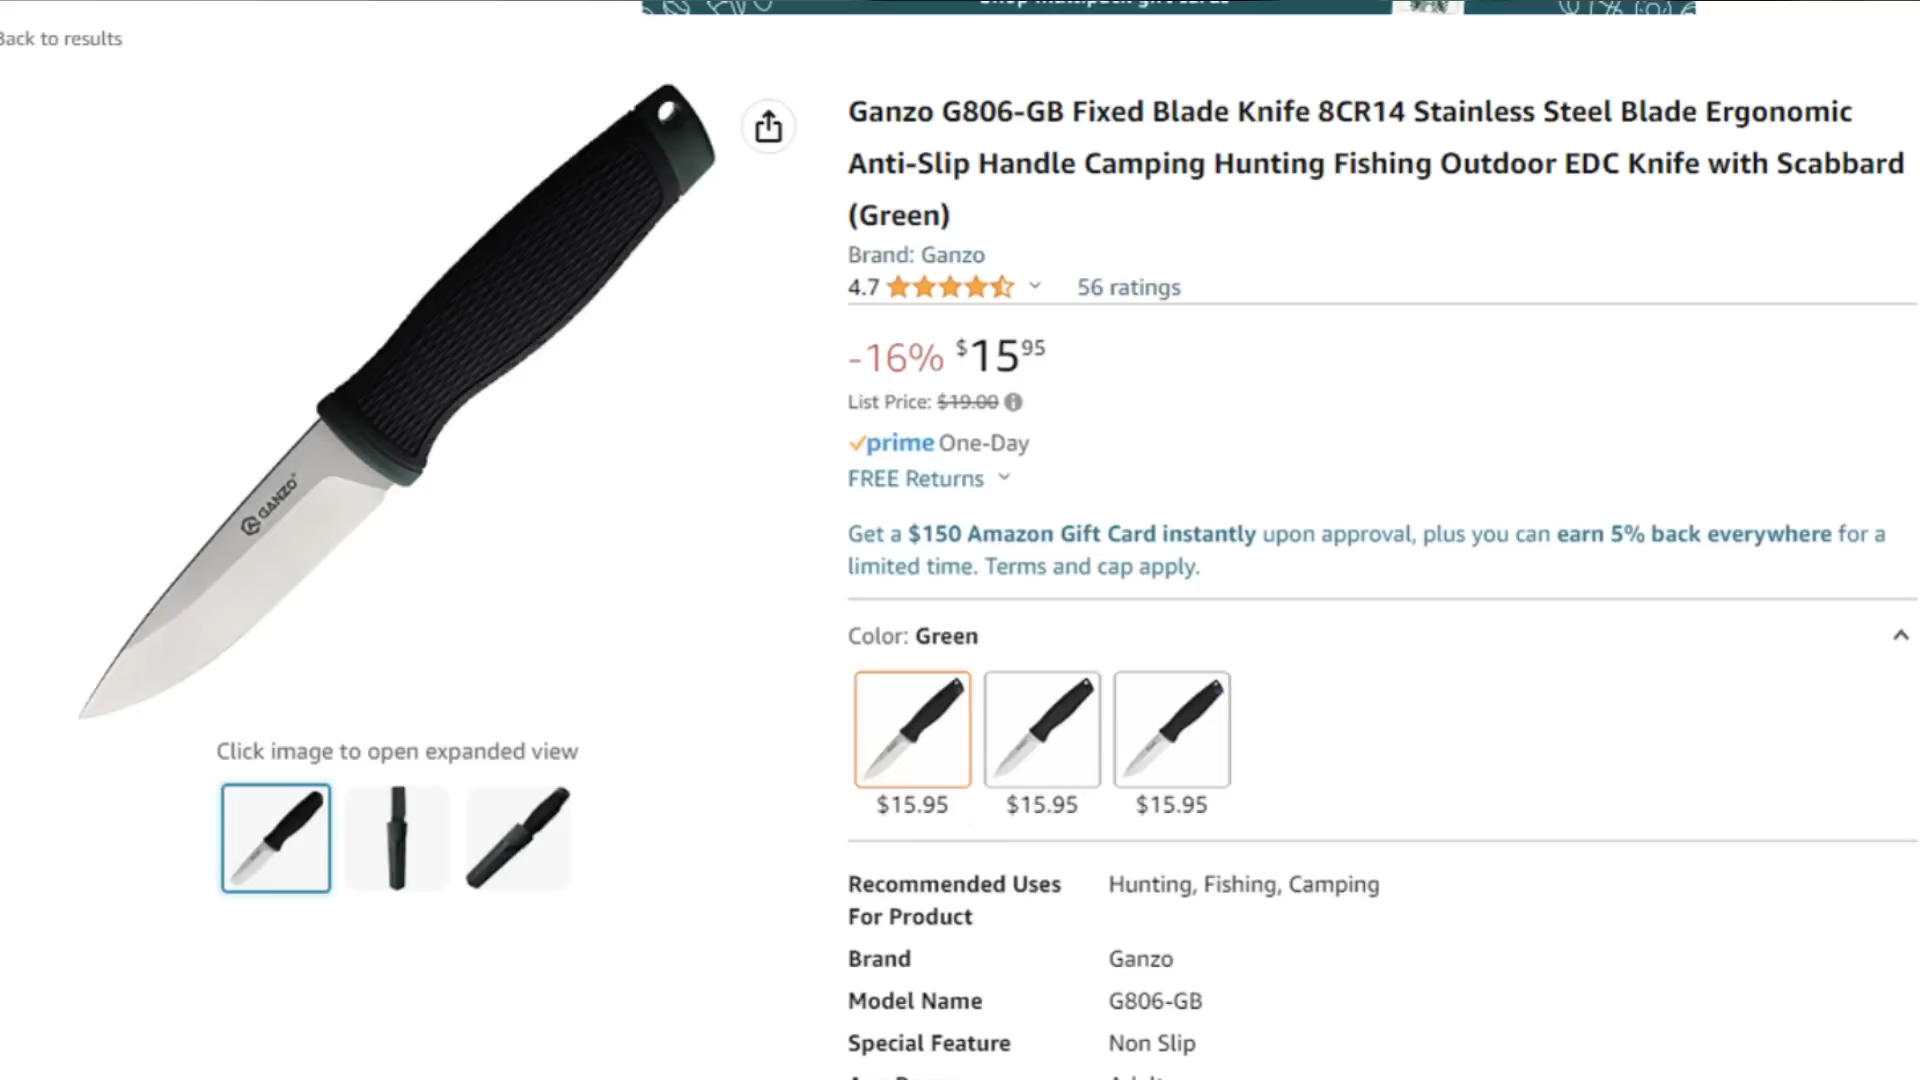 Back to results
Ganzo G806-GB Fixed Blade Knife 8CR14 Stainless Steel Blade Ergonomic
Anti-Slip Handle Camping Hunting Fishing Outdoor EDC Knife with Scabbard
(Green)
Brand: Ganzo
4.7 56 ratings
-16% $15 95
List Price: $19.00
prime One-Day
FREE Returns
Get a $150 Amazon Gift Card instantly upon approval, plus you can earn 5% back everywhere for a
limited time. Terms and cap apply.
Color: Green
$15.95 $15.95 $15.95
GANZO
Click image to open expanded view
Recommended Uses Hunting, Fishing, Camping
For Product
Brand Ganzo
Model Name G806-GB
Special Feature Non Slip